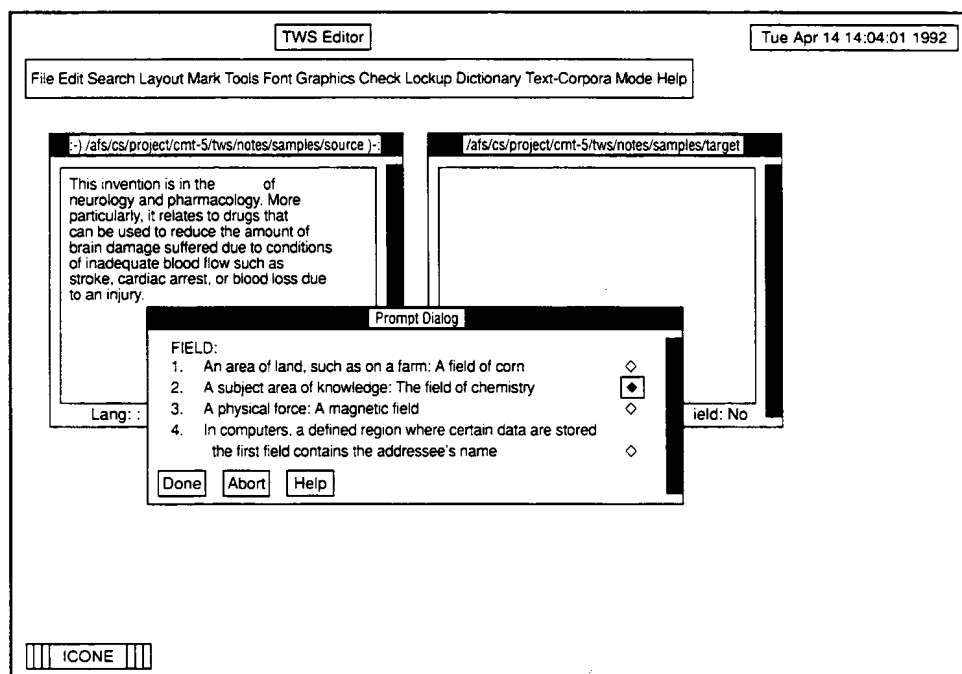 TWS Editor
Tue Apr 14 14:04:01 1992
File Edit Search Layout Mark Tools Font Graphics Check Lockup Dictionary Text-Corpora Mode Help
:-) /afs/cs/project/cmt-5/tws/notes/samples/source )-:
/afs/cs/project/cmt-5/tws/notes/samples/target
This invention is in the of
neurology and pharmacology. More
particularly, it relates to drugs that
can be used to reduce the amount of
brain damage suffered due to conditions
of inadequate blood flow such as
stroke, cardiac arrest, or blood loss due
to an injury.
Prompt Dialog
FIELD:
1. An area of land, such as on a farm: A field of corn
2. A subject area of knowledge: The field of chemistry
3. A physical force: A magnetic field
4. In computers, a defined region where certain data are stored
the first field contains the addressee's name
Lang: :
ield: No
Done Abort Help
ICONE